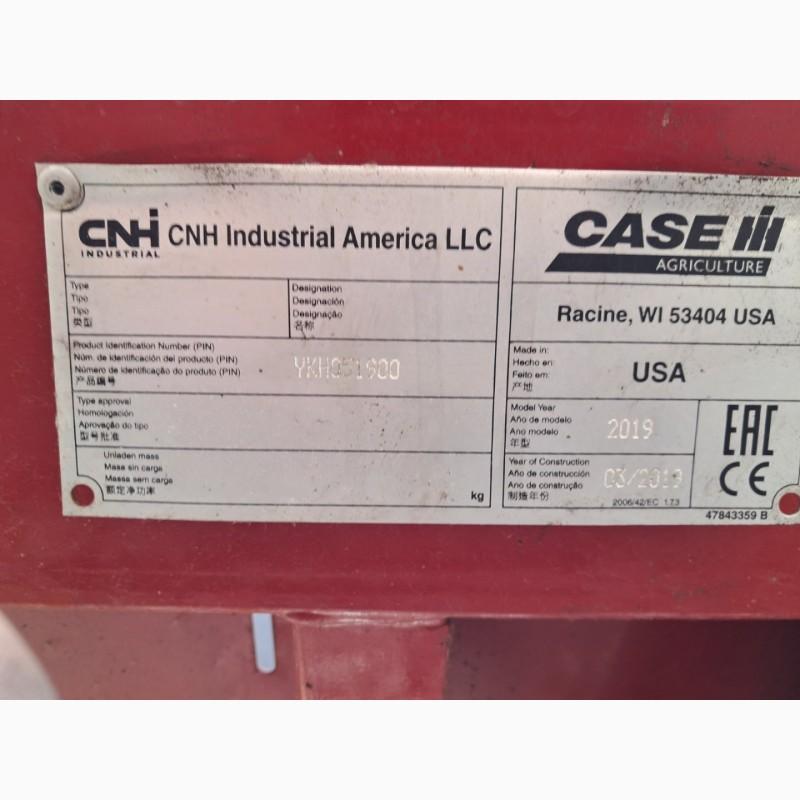 CNH INDUSTRIAL CNH Industrial America LLC
Type
Tipo
Tipo
类型
Designation
Designación
Designação
名称
Product Identification Number (PIN)
Núm. de identificación del producto (PIN)
Número de identificação do produto (PIN)
产品编号
Type approval
Homologación
Aprovação do tipo
型号批准
Unladen mass
Masa sin carga
Massa sem carga
额定净功率
kg
CASE IH
AGRICULTURE
Racine, WI 53404 USA
Made in:
Hecho en:
Feito em:
产地
USA
Model Year
Año de modelo
Ano modelo
年型
2019
Year of Construction
Año de construcción
Ano de construção
制造年份
03/2019
2006/42/EC 1.7.3
EAC
CE
47843359 B